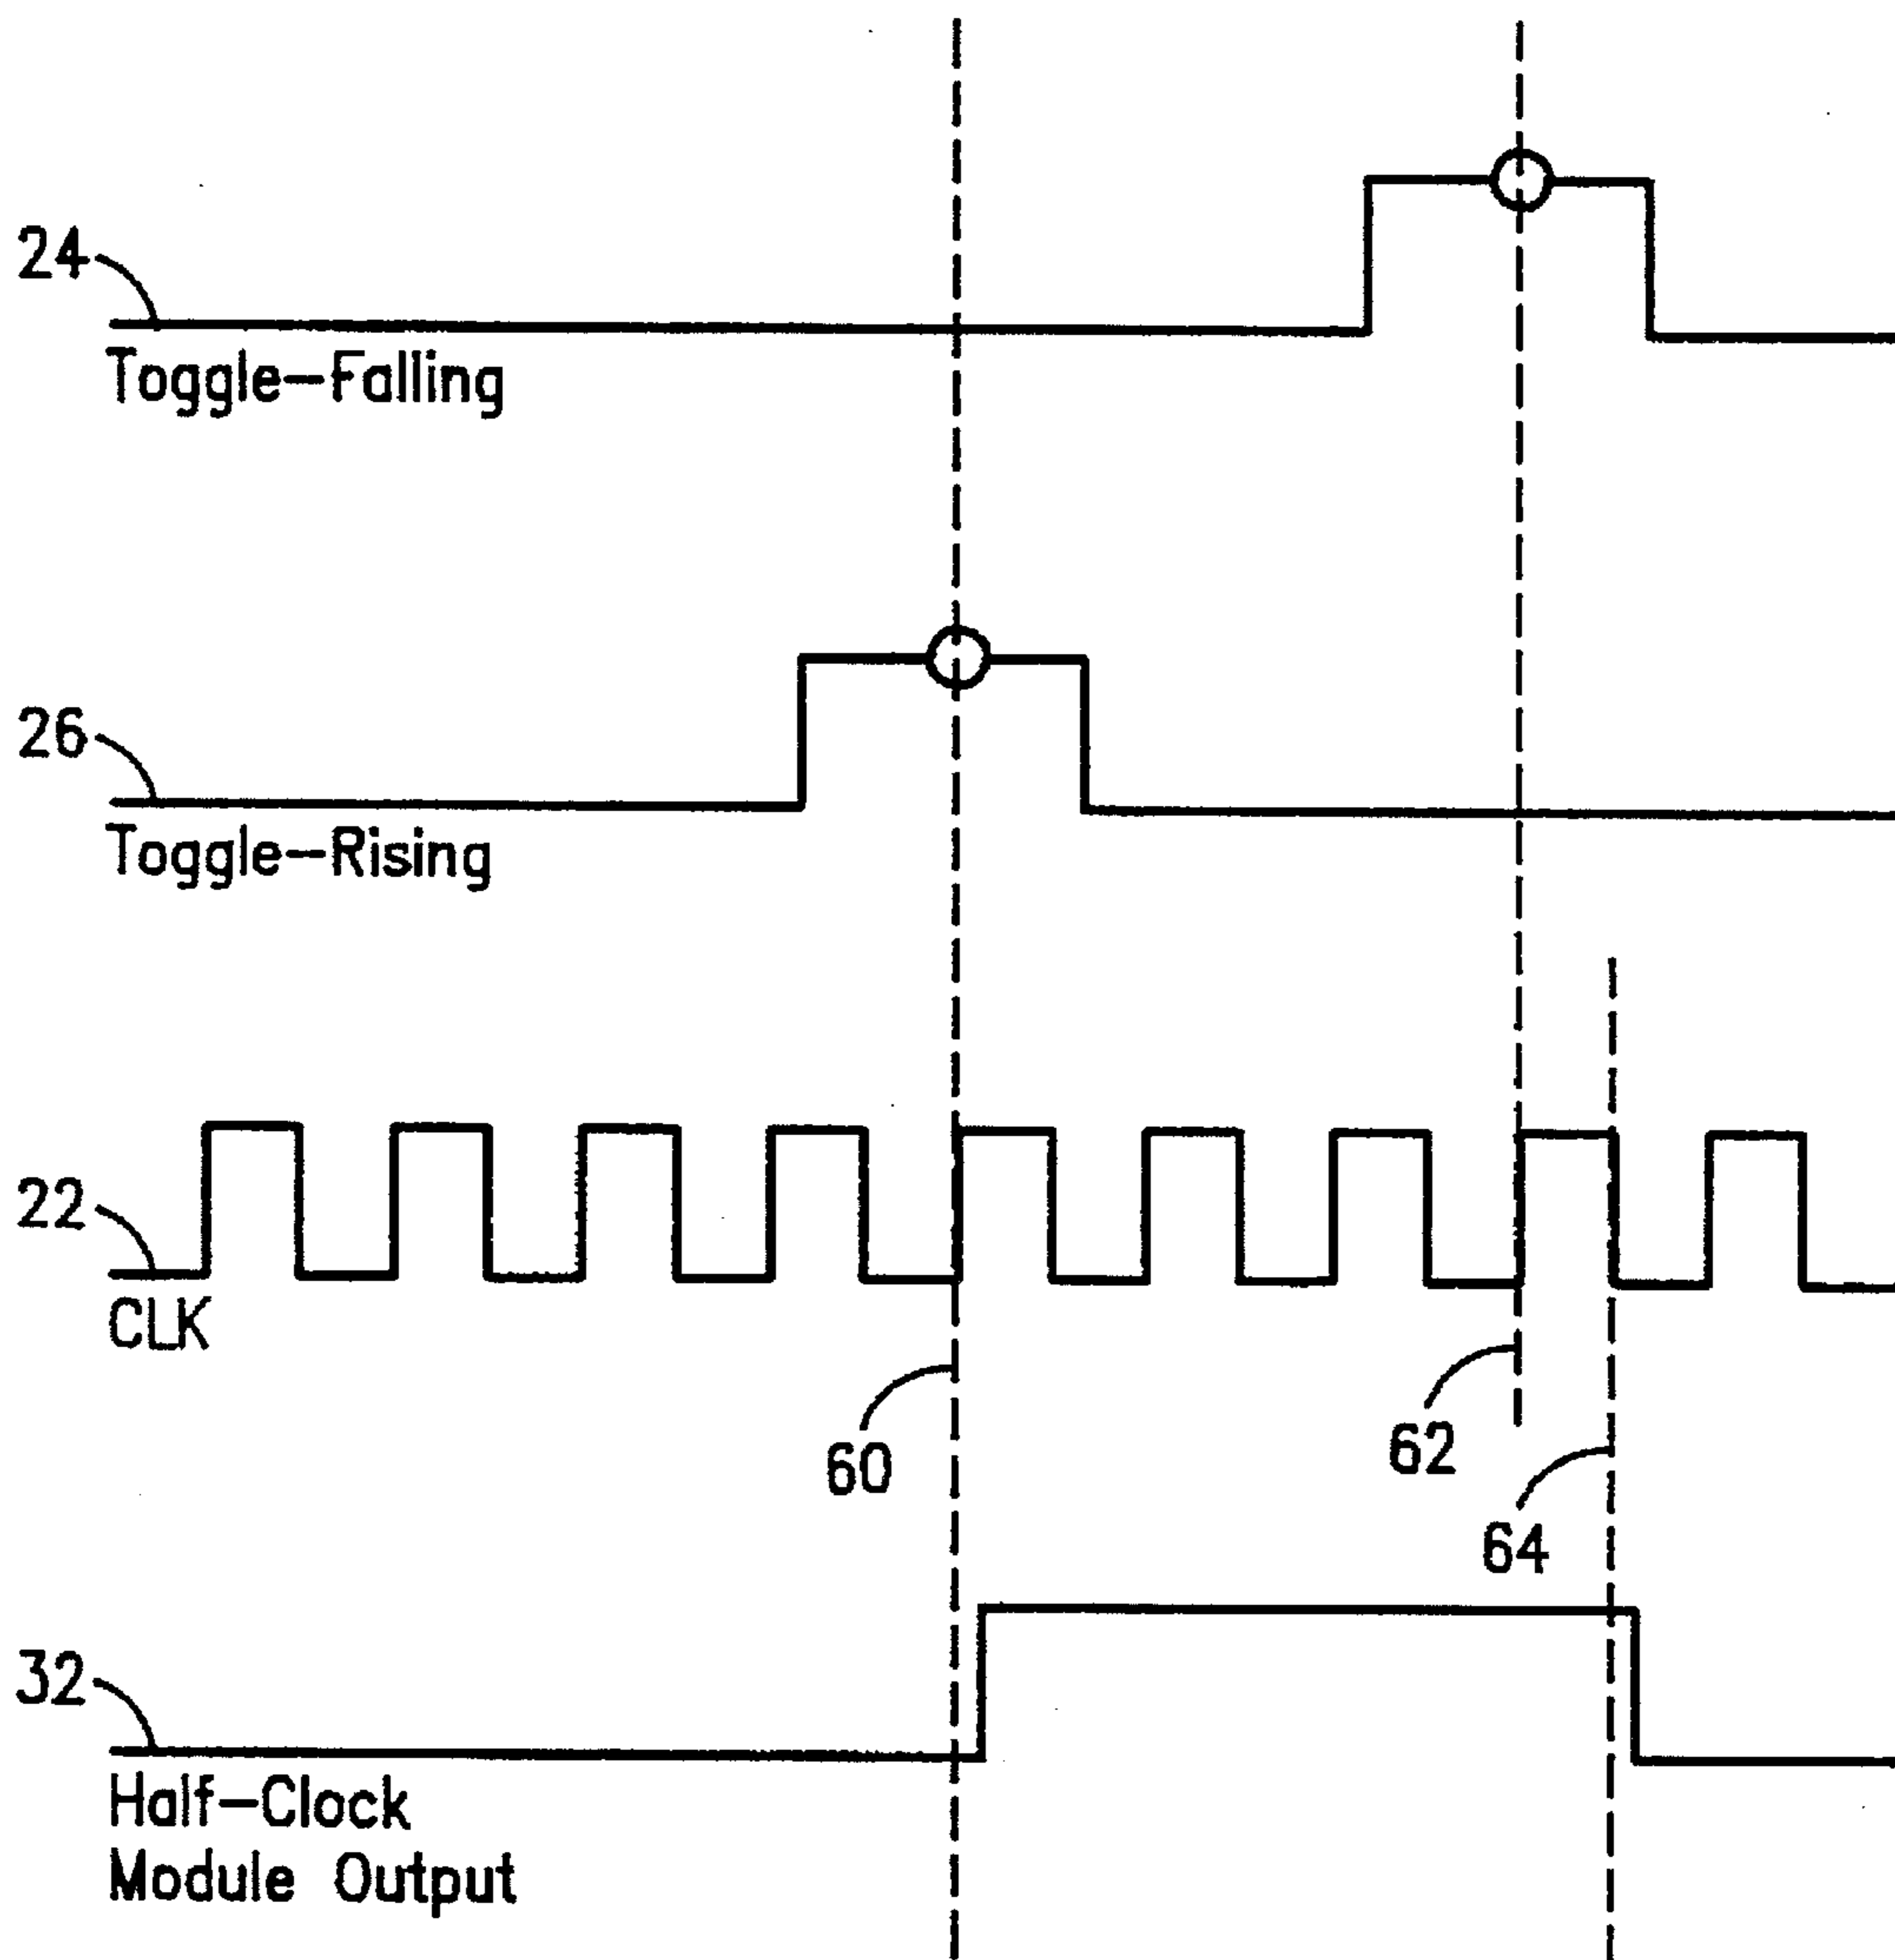 24
Toggle-Falling
26
Toggle-Rising
22
CLK
60
62
64
32
Half-Clock
Module Output